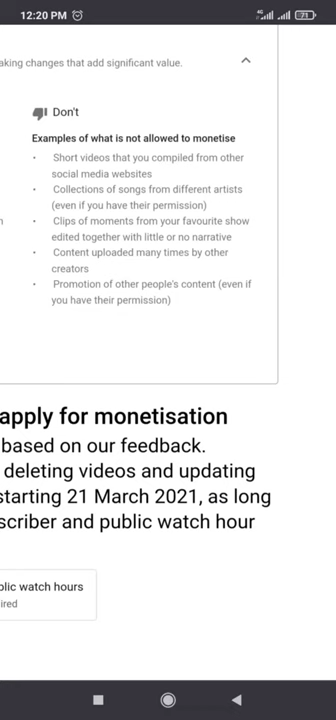 12:20 PM
4G
71
aking changes that add significant value.
Don't
Examples of what is not allowed to monetise
• Short videos that you compiled from other
social media websites
• Collections of songs from different artists
(even if you have their permission)
n
• Clips of moments from your favourite show
edited together with little or no narrative
• Content uploaded many times by other
creators
• Promotion of other people's content (even if
you have their permission)
apply for monetisation
based on our feedback.
deleting videos and updating
starting 21 March 2021, as long
scriber and public watch hour
blic watch hours
ired